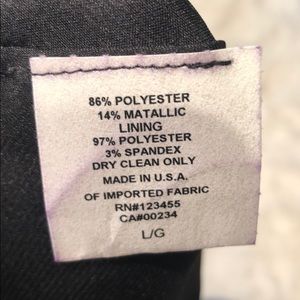 86% POLYESTER
14% MATALLIC
LINING
97% POLYESTER
3% SPANDEX
DRY CLEAN ONLY
MADE IN U.S.A.
OF IMPORTED FABRIC
RN#123455
CA#00234
L/G